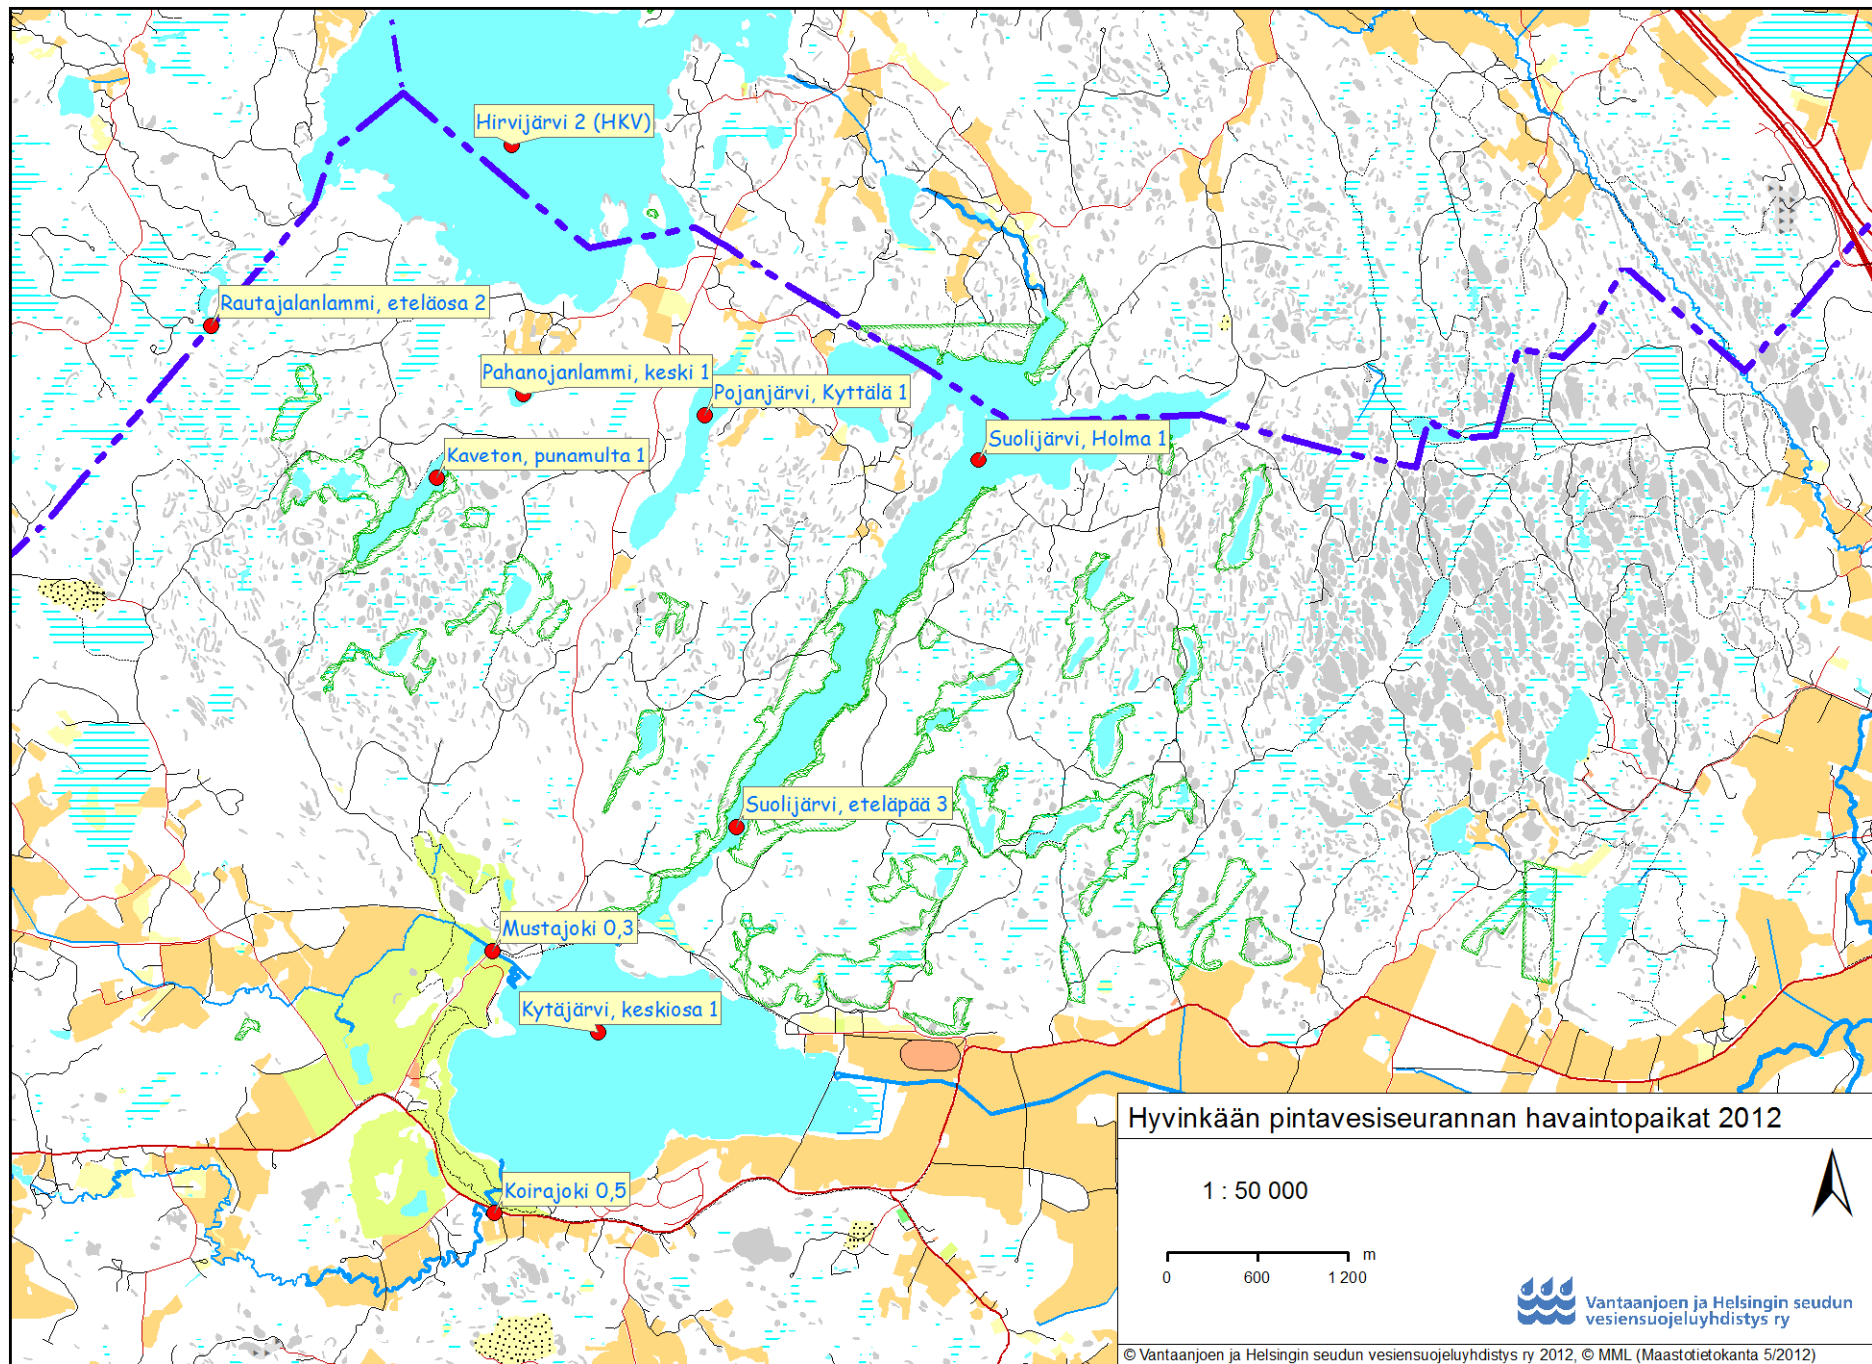 Hirvijärvi 2 (HKV)
Rautajalanlammi, eteläosa 2
Pahanojanlammi, keski 1
Pojanjärvi, Kyttälä 1
Suolijärvi, Holma 1
Kaveton, punamulta 1
Suolijärvi, eteläpää 3
Mustajoki 0,3
Kytäjärvi, keskiosa 1
Koirajoki 0,5
Hyvinkään pintavesiseurannan havaintopaikat 2012
1 : 50 000
m
0 600 1 200
Vantaanjoen ja Helsingin seudun
vesiensuojeluyhdistys ry
© Vantaanjoen ja Helsingin seudun vesiensuojeluyhdistys ry 2012, © MML (Maastotietokanta 5/2012)